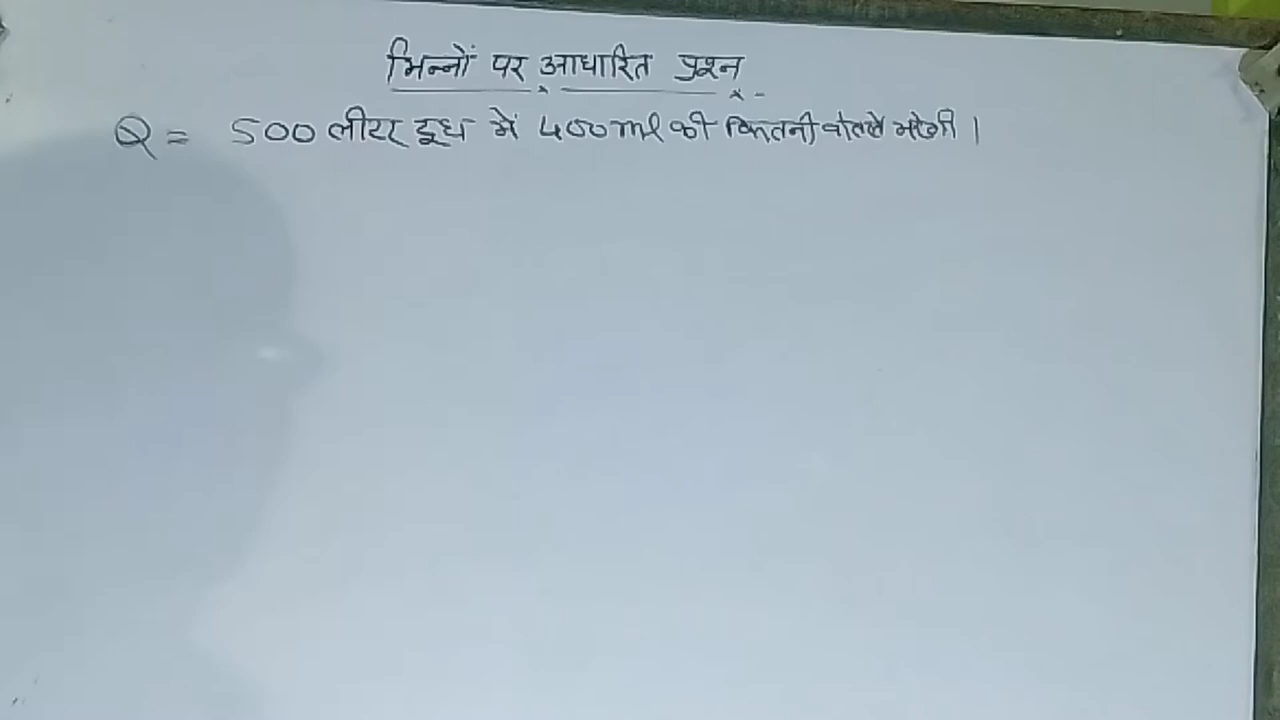 भिन्नों पर आधारित प्रश्न
Q = 500 लीटर दूध में 400ml की कितनी बोतले भरेगी |